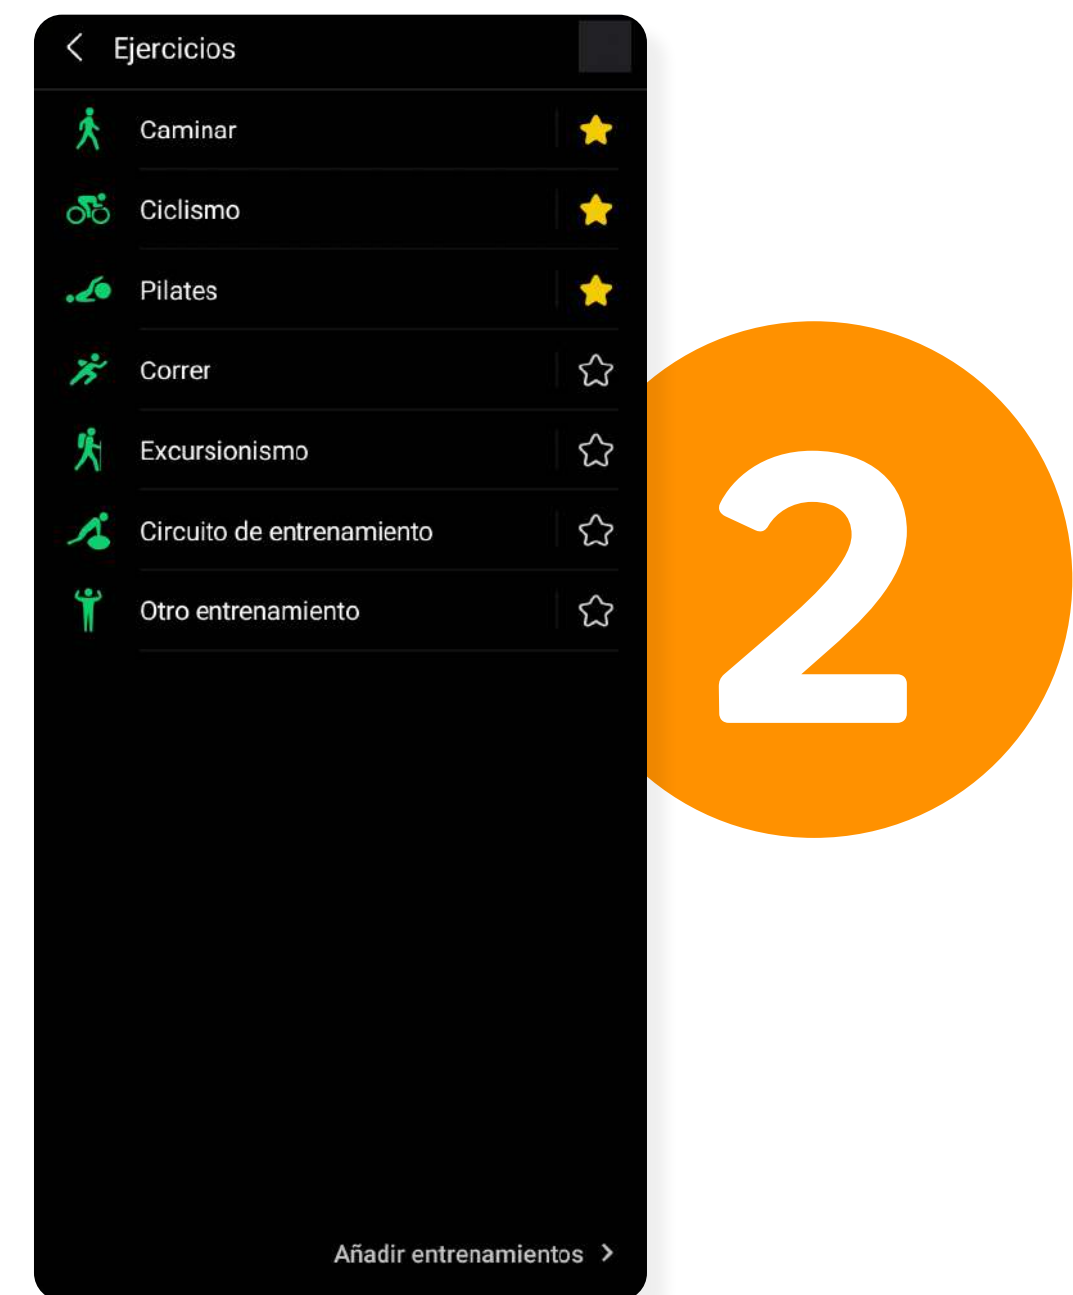 Ejercicios
Caminar
Ciclismo
Pilates
Correr
Excursionismo
Circuito de entrenamiento
Otro entrenamiento
2
Añadir entrenamientos